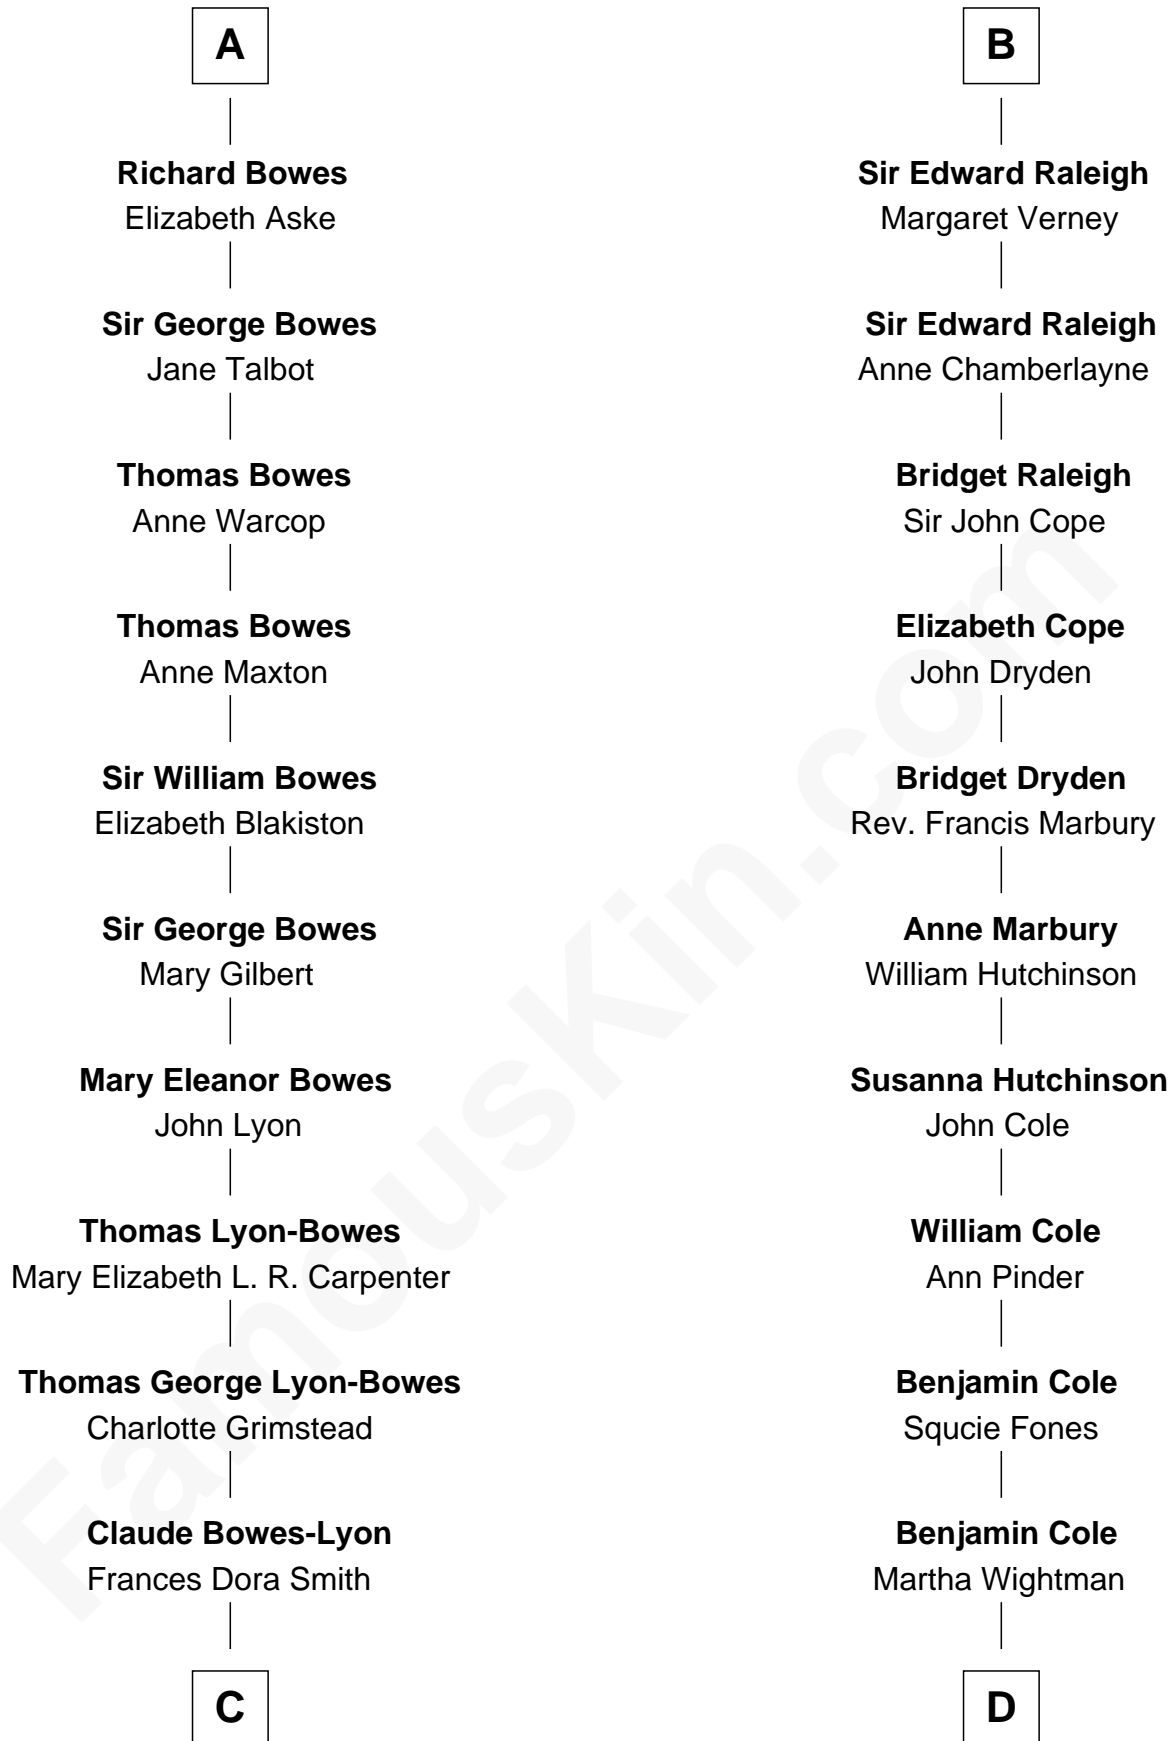 A
Richard Bowes
Elizabeth Aske
Sir George Bowes
Jane Talbot
Thomas Bowes
Anne Warcop
Thomas Bowes
Anne Maxton
Sir William Bowes
Elizabeth Blakiston
Sir George Bowes
Mary Gilbert
Mary Eleanor Bowes
John Lyon
Thomas Lyon-Bowes
Mary Elizabeth L. R. Carpenter
Thomas George Lyon-Bowes
Charlotte Grimstead
Claude Bowes-Lyon
Frances Dora Smith
C
B
Sir Edward Raleigh
Margaret Verney
Sir Edward Raleigh
Anne Chamberlayne
Bridget Raleigh
Sir John Cope
Elizabeth Cope
John Dryden
Bridget Dryden
Rev. Francis Marbury
Anne Marbury
William Hutchinson
Susanna Hutchinson
John Cole
William Cole
Ann Pinder
Benjamin Cole
Squcie Fones
Benjamin Cole
Martha Wightman
D
FamousKin.com